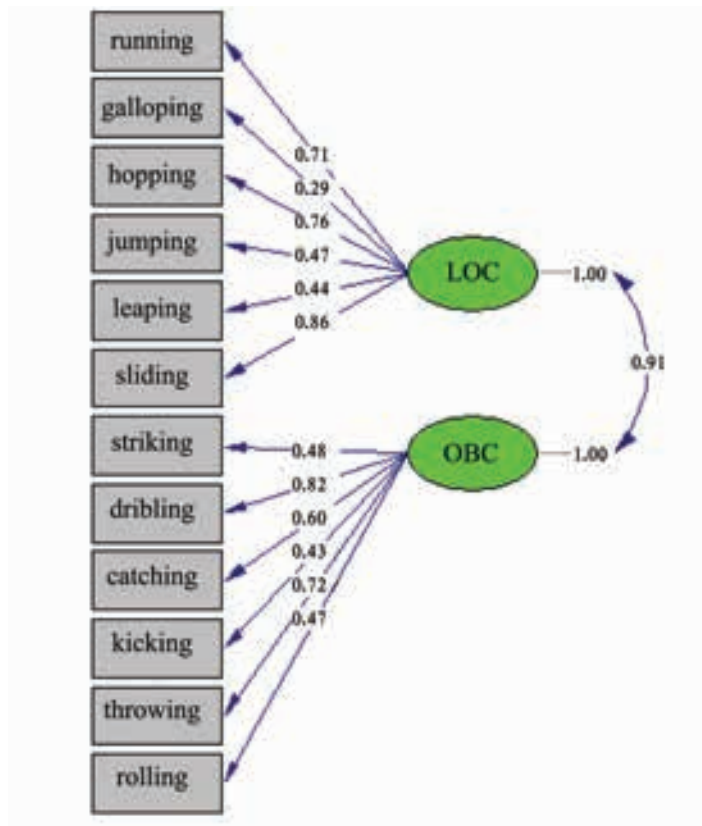 running
galloping
hopping
jumping
leaping
sliding
striking
dribling
catching
kicking
throwing
rolling
0.71
0.29
0.76
0.47
0.44
0.86
0.48
0.82
0.60
0.43
0.72
0.47
LOC
1.00
0.91
OBC
1.00